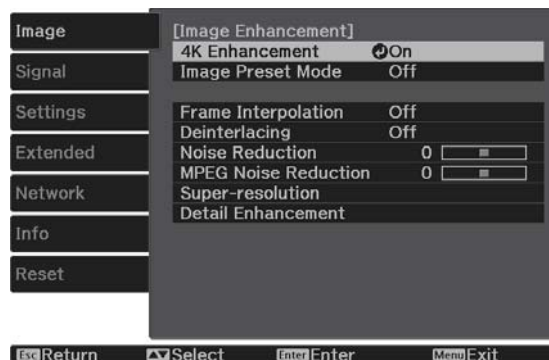 Image
Signal
Settings
Extended
Network
Info
Reset
[Image Enhancement]
4K Enhancement On
Image Preset Mode Off
Frame Interpolation Off
Deinterlacing Off
Noise Reduction 0
MPEG Noise Reduction 0
Super-resolution
Detail Enhancement
Esc Return Select Enter Enter Menu Exit